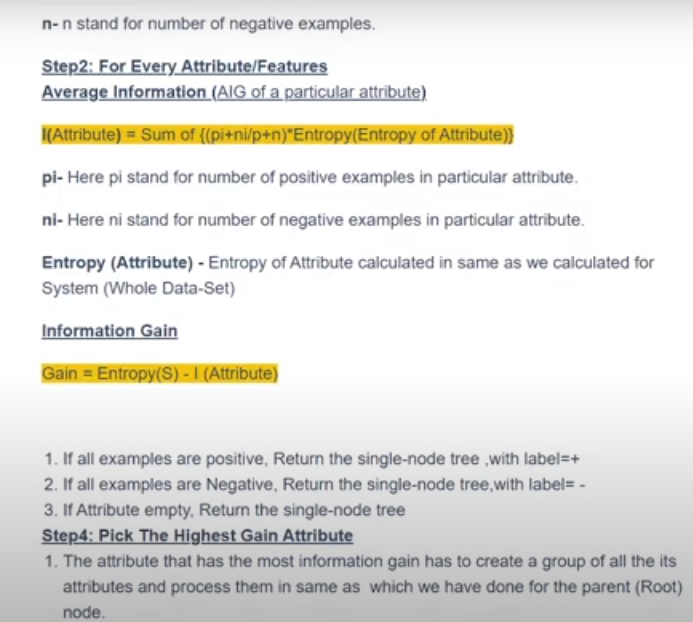 n- n stand for number of negative examples.
Step2: For Every Attribute/Features
Average Information (AIG of a particular attribute)
I(Attribute) = Sum of {(pi+ni/p+n)*Entropy(Entropy of Attribute)}
pi- Here pi stand for number of positive examples in particular attribute.
ni- Here ni stand for number of negative examples in particular attribute.
Entropy (Attribute) - Entropy of Attribute calculated in same as we calculated for
System (Whole Data-Set)
Information Gain
Gain = Entropy(S) - I (Attribute)
1. If all examples are positive, Return the single-node tree ,with label=+
2. If all examples are Negative, Return the single-node tree,with label= -
3. If Attribute empty, Return the single-node tree
Step4: Pick The Highest Gain Attribute
1. The attribute that has the most information gain has to create a group of all the its
attributes and process them in same as which we have done for the parent (Root)
node.